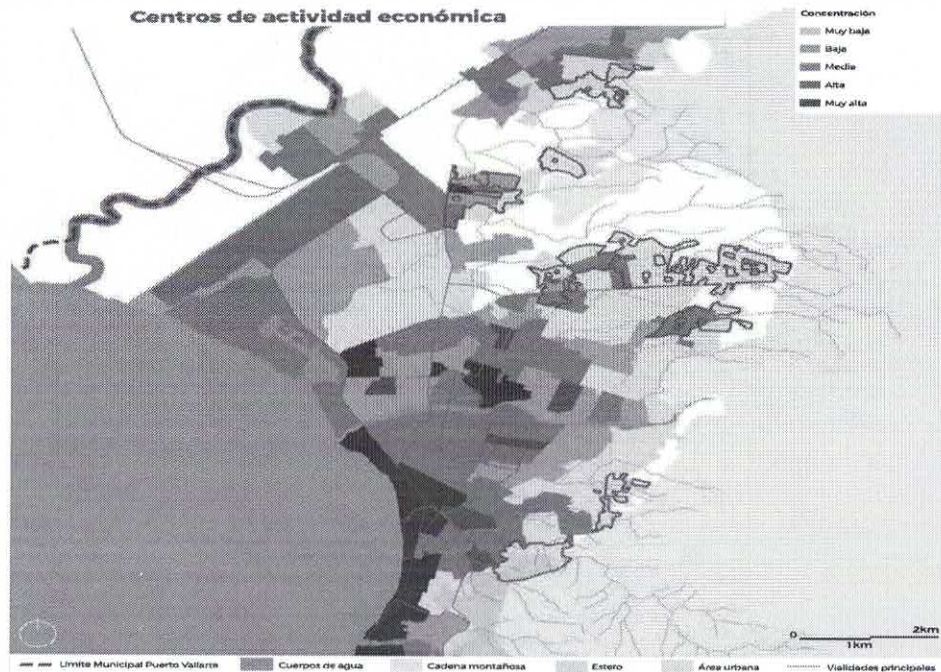 Centros de actividad económica
Concentración
Muy baja
Baja
Media
Alta
Muy alta
0
1km
2km
Límite Municipal Puerto Vallarta
Cuerpos de agua
Cadena montañosa
Estero
Área urbana
Vialidades principales